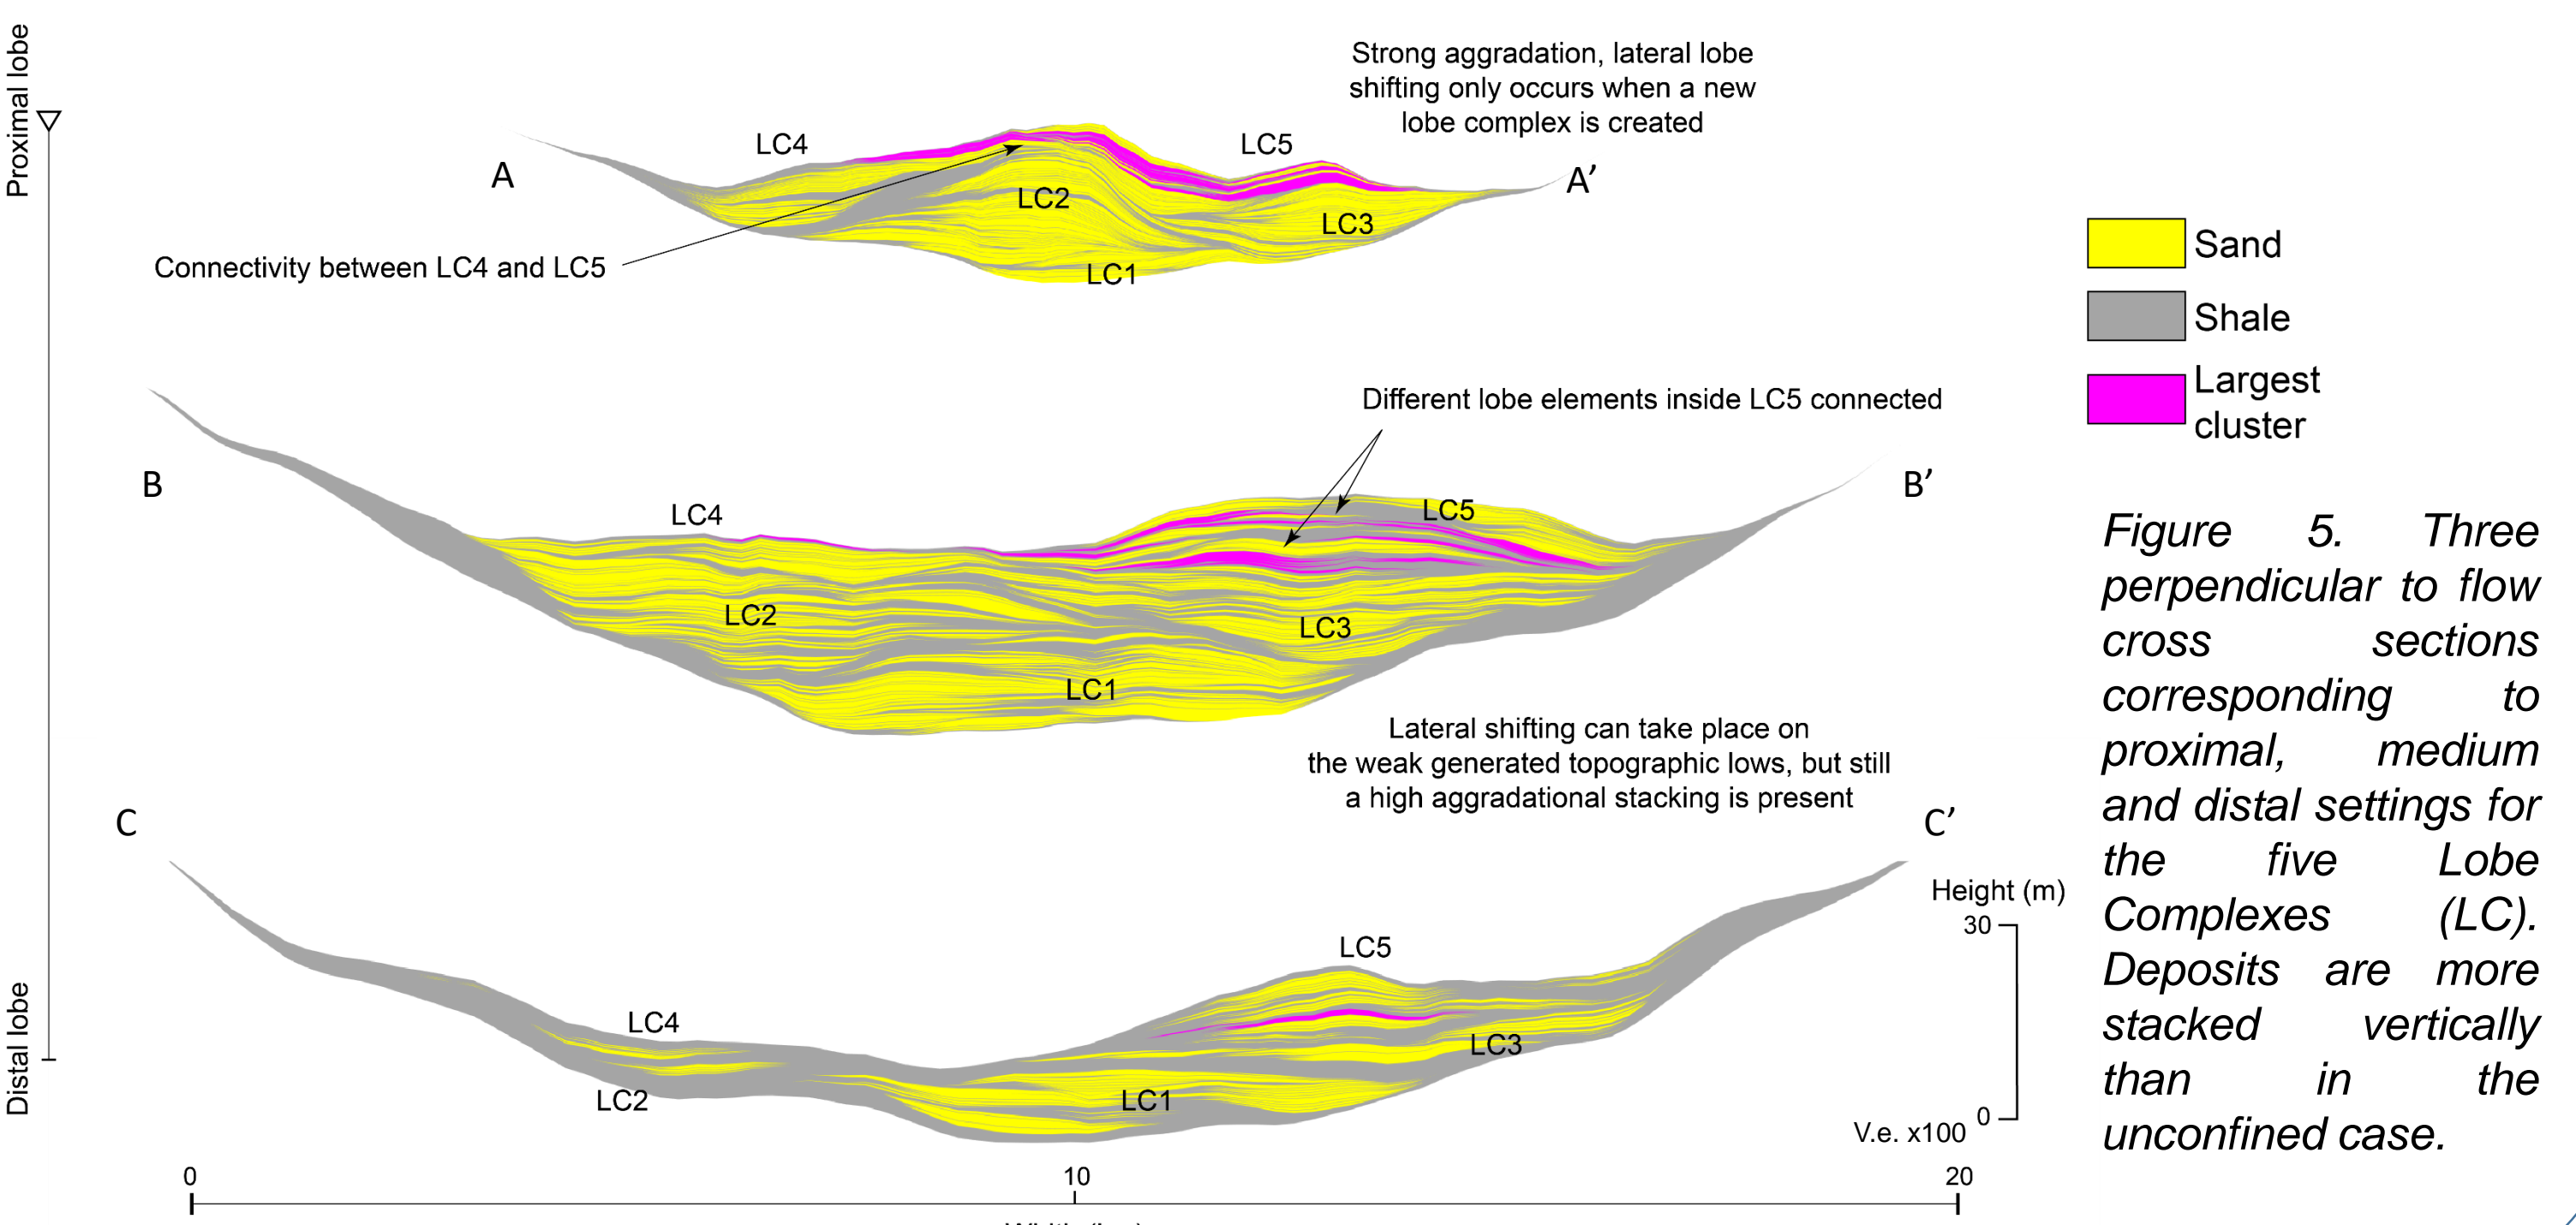 Proximal lobe
Strong aggradation, lateral lobe
shifting only occurs when a new
lobe complex is created
LC4
LC5
A
A’
LC2
LC3
Connectivity between LC4 and LC5
LC1
Sand
Shale
Largest
cluster
Different lobe elements inside LC5 connected
B
B’
LC4
LC5
LC2
LC3
LC1
Lateral shifting can take place on
the weak generated topographic lows, but still
a high aggradational stacking is present
C
C’
Height (m)
30
0
V.e. x100
LC5
LC4
LC3
LC2
LC1
Distal lobe
0
10
20
Figure 5. Three
perpendicular to flow
cross sections
corresponding to
proximal, medium
and distal settings for
the five Lobe
Complexes (LC).
Deposits are more
stacked vertically
than in the
unconfined case.